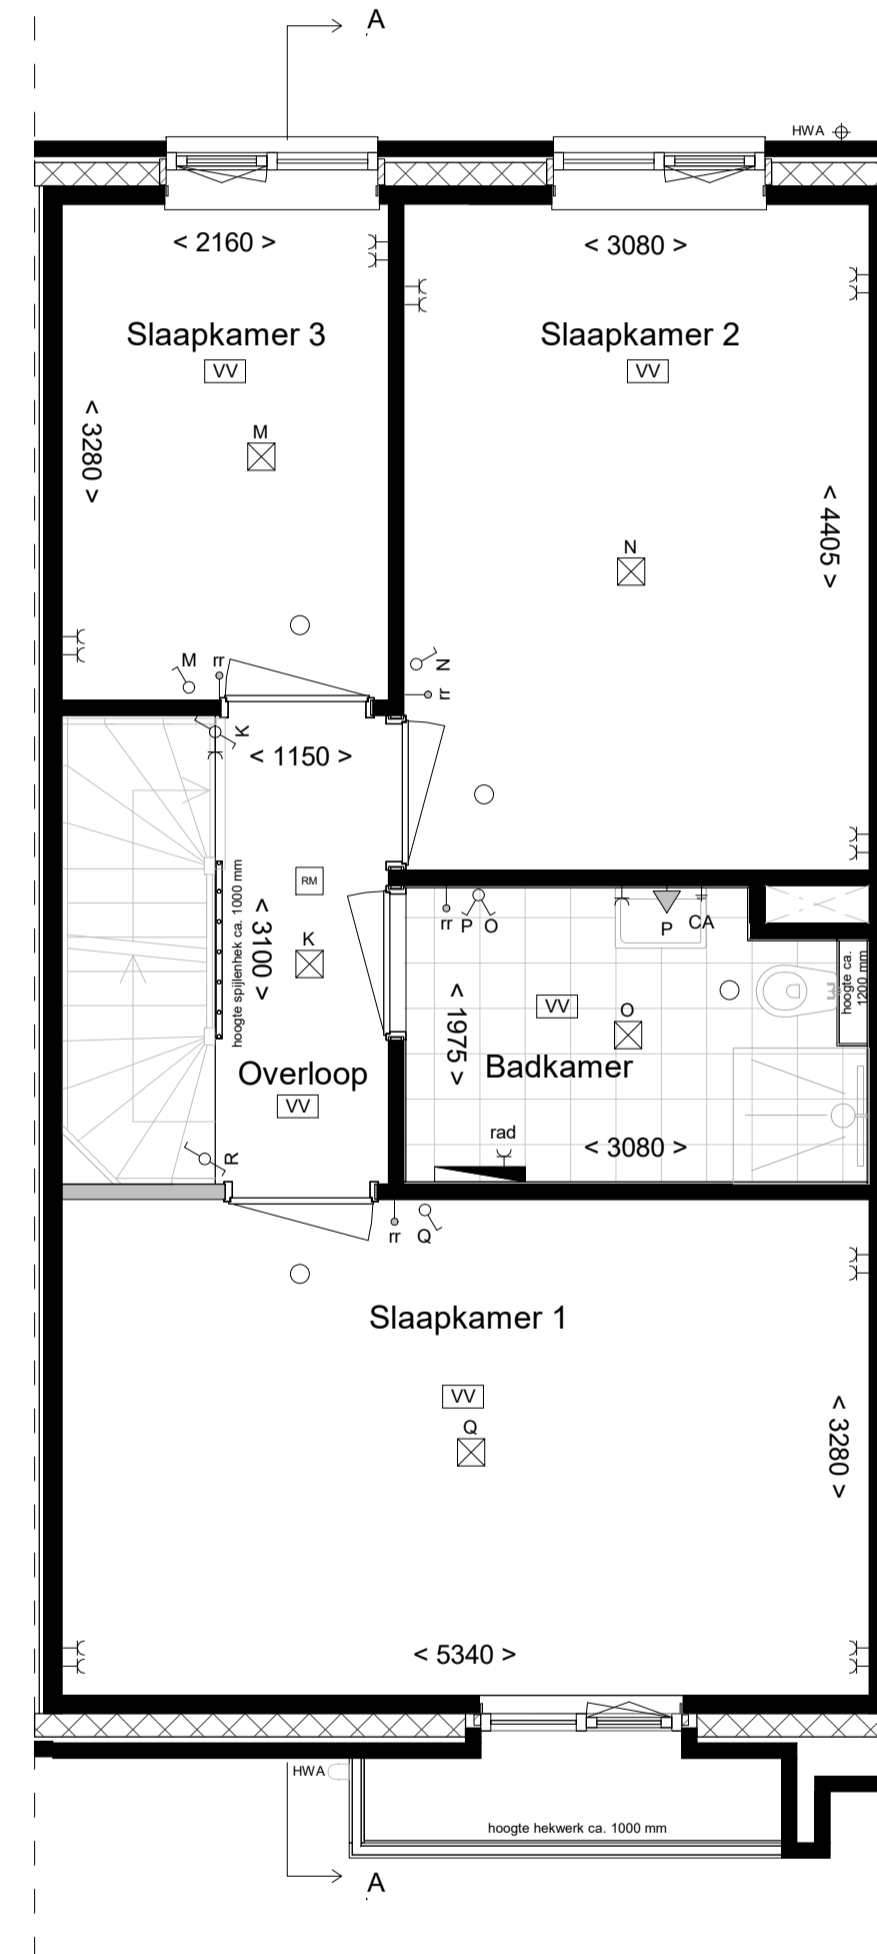 A
HWA
< 2160 >
< 3080 >
Slaapkamer 3
Slaapkamer 2
VV
VV
< 3280 >
M
< 4405 >
N
M
rr
N
rr
K
< 1150 >
RM
hoogte spijlenhek ca. 1000 mm
< 3100 >
K
rr
P
O
P
CA
hoogte ca.
1200 mm
VV
O
< 1975 >
Overloop
Badkamer
VV
rad
< 3080 >
R
rr
Q
Slaapkamer 1
VV
Q
< 3280 >
< 5340 >
HWA
hoogte hekwerk ca. 1000 mm
A